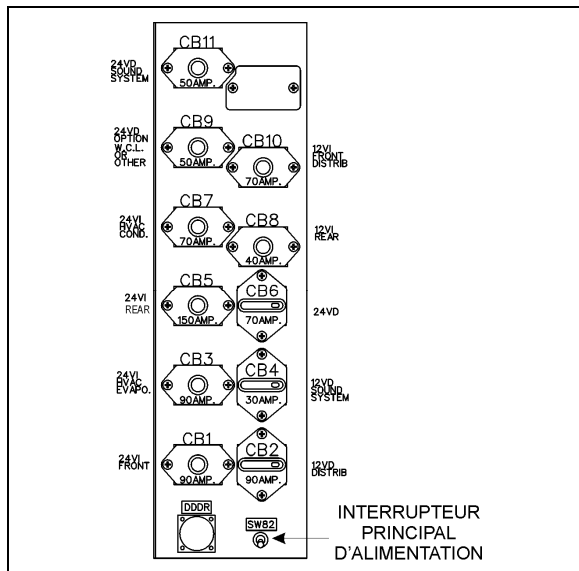 CB11
24VD
SOUND
SYSTEM
50AMP.
CB9
24VD
OPTION
W.C.L.
OR
OTHER
50AMP.
CB10
12VI
FRONT
DISTRIB
70AMP.
CB7
24VI
HVAC
COND.
70AMP.
CB8
12VI
REAR
40AMP.
CB5
24VI
REAR
150AMP.
CB6
24VD
70AMP.
CB3
24VI
HVAC
EVAPO.
90AMP.
CB4
12VD
SOUND
SYSTEM
30AMP.
CB1
24VI
FRONT
90AMP.
CB2
12VD
DISTRIB
90AMP.
DDDR
SW82
INTERRUPTEUR
PRINCIPAL
D'ALIMENTATION